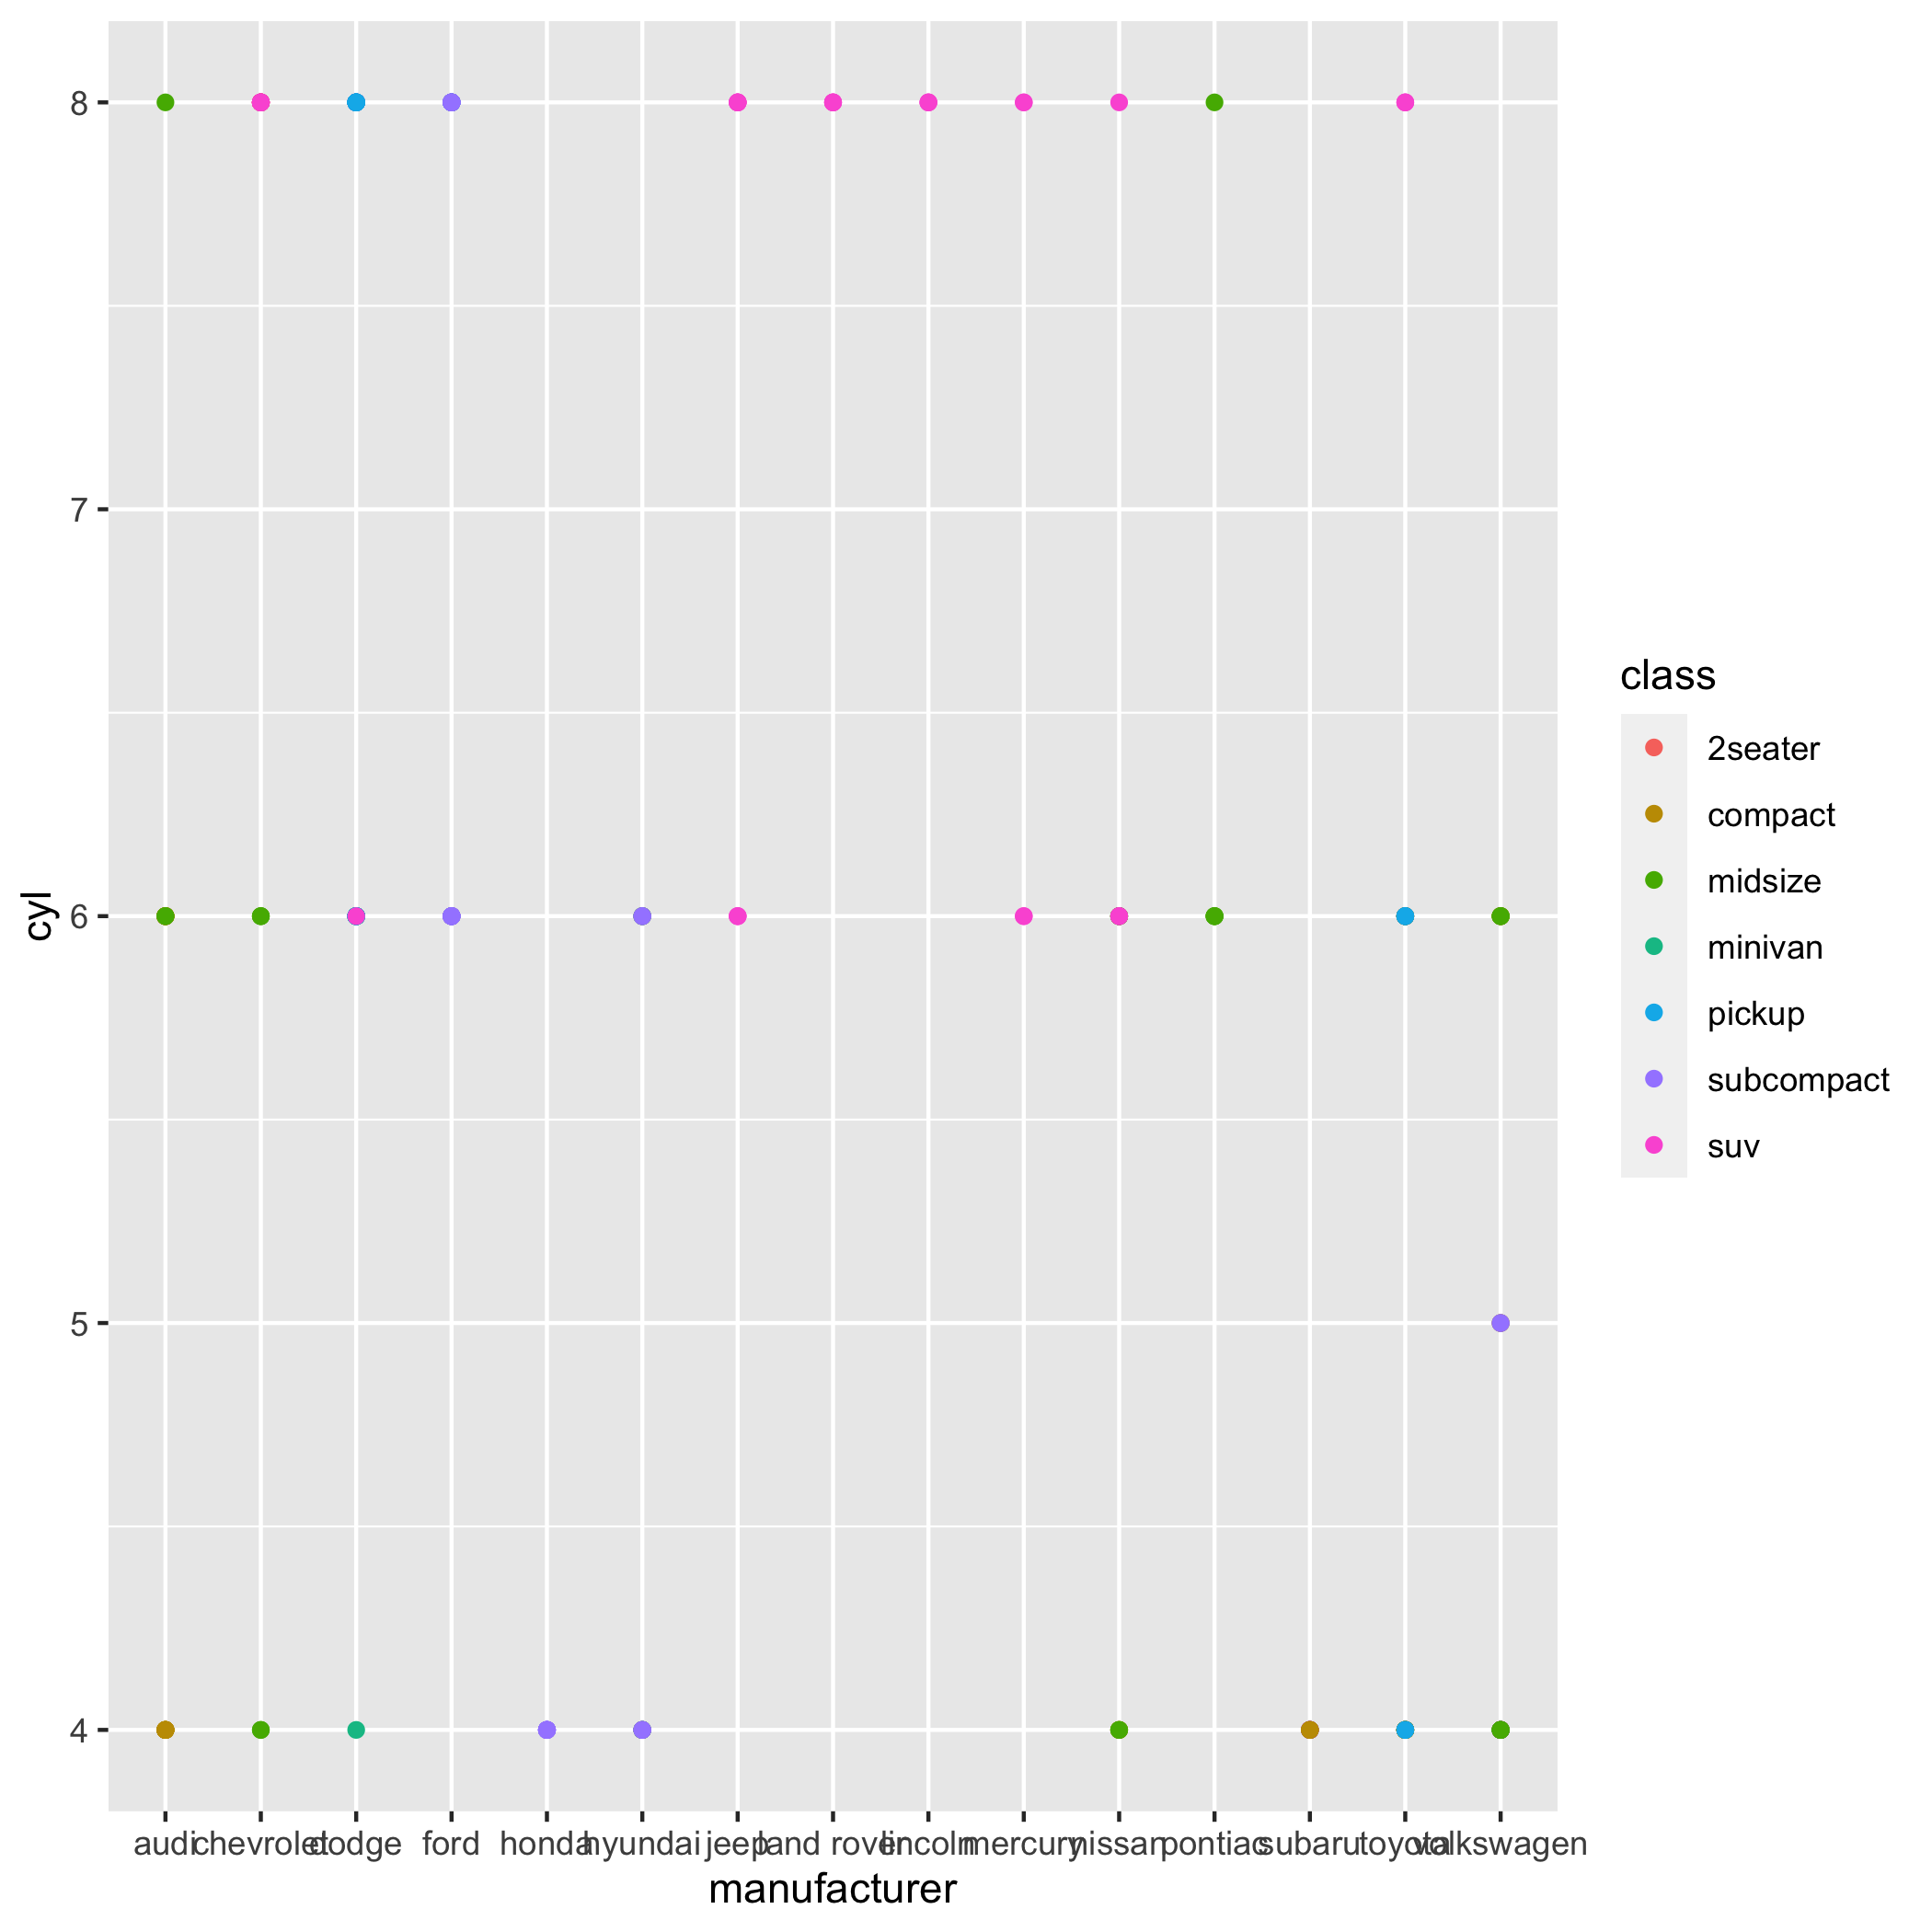 8
7
6
5
4
cyl
audi chevrolet dodge ford honda hyundai jeep land rover lincoln mercury nissan pontiac subaru toyota volkswagen
manufacturer
class
2seater
compact
midsize
minivan
pickup
subcompact
suv